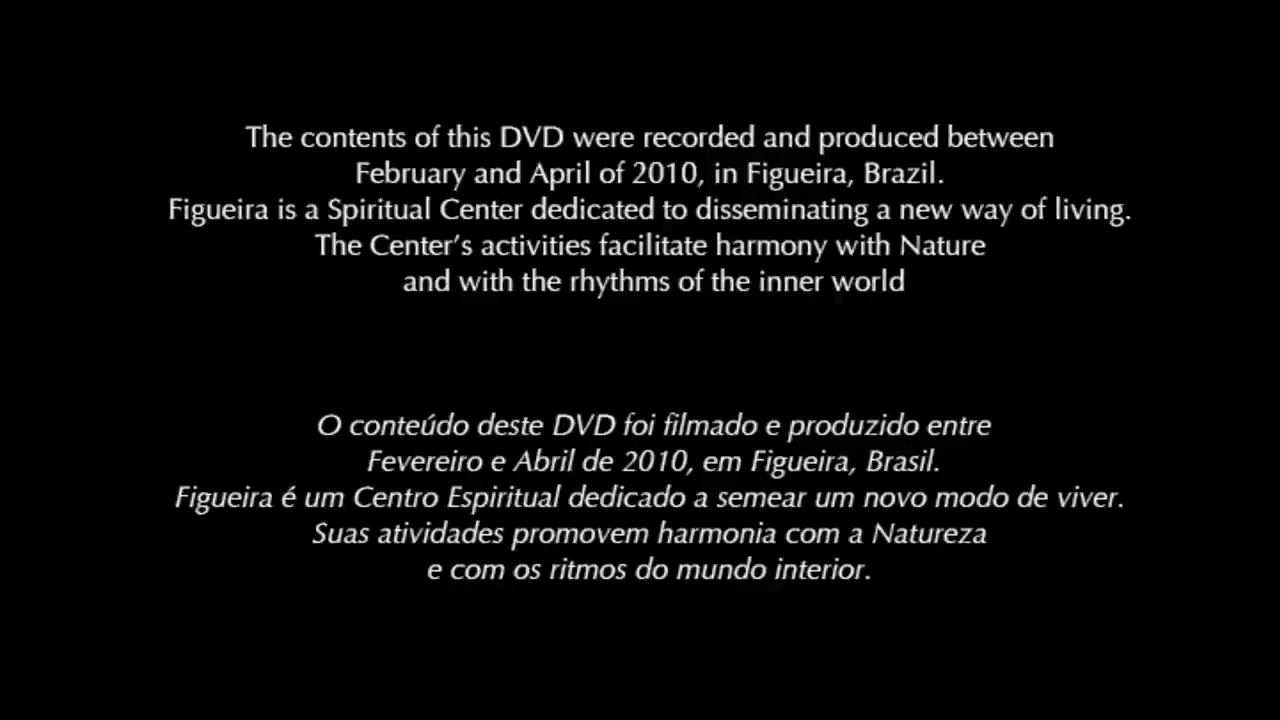 The contents of this DVD were recorded and produced between
February and April of 2010, in Figueira, Brazil.
Figueira is a Spiritual Center dedicated to disseminating a new way of living.
The Center’s activities facilitate harmony with Nature
and with the rhythms of the inner world
O conteúdo deste DVD foi filmado e produzido entre
Fevereiro e Abril de 2010, em Figueira, Brasil.
Figueira é um Centro Espiritual dedicado a semear um novo modo de viver.
Suas atividades promovem harmonia com a Natureza
e com os ritmos do mundo interior.